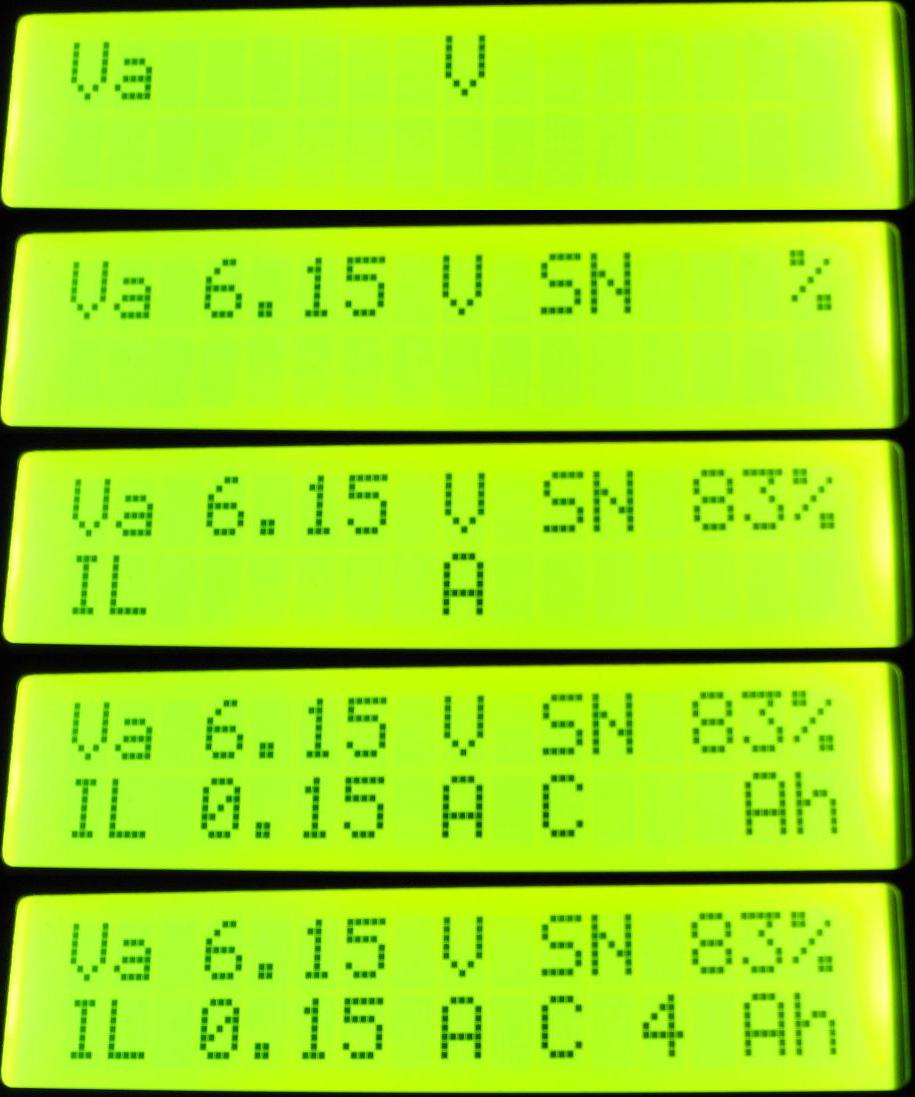 Va V
Va 6.15 V SN %
Va 6.15 V SN 83%
IL A
Va 6.15 V SN 83%
IL 0.15 A C Ah
Va 6.15 V SN 83%
IL 0.15 A C 4 Ah